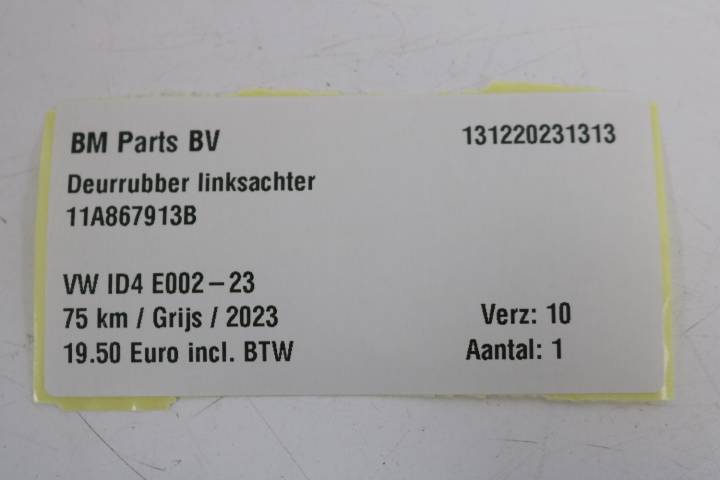 BM Parts BV 131220231313
Deurrubber linksachter
11A867913B
VW ID4 E002-23
75 km / Grijs / 2023 Verz: 10
19.50 Euro incl. BTW Aantal: 1